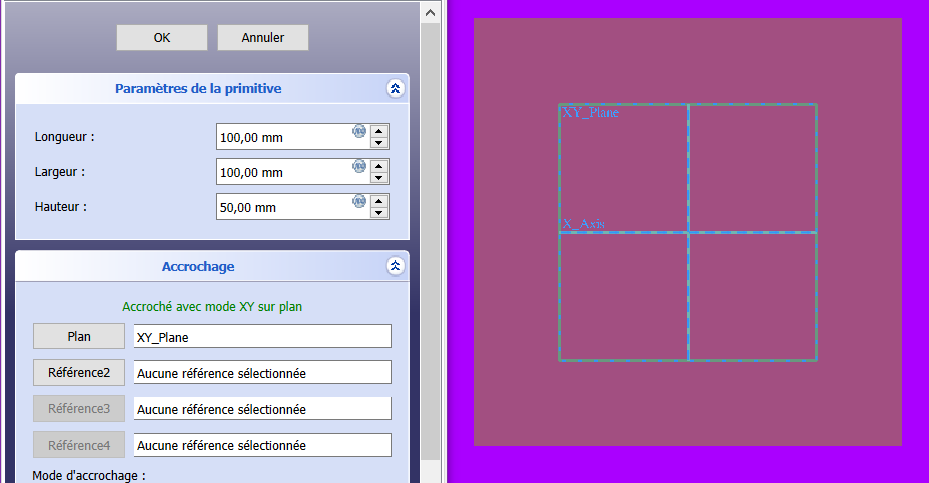 OK
Annuler
Paramètres de la primitive
Longueur :
100,00 mm
Largeur :
100,00 mm
Hauteur :
50,00 mm
Accrochage
Accroché avec mode XY sur plan
Plan
XY_Plane
Référence2
Aucune référence sélectionnée
Référence3
Aucune référence sélectionnée
Référence4
Aucune référence sélectionnée
Mode d'accrochage :
XY_Plane
X_Axis